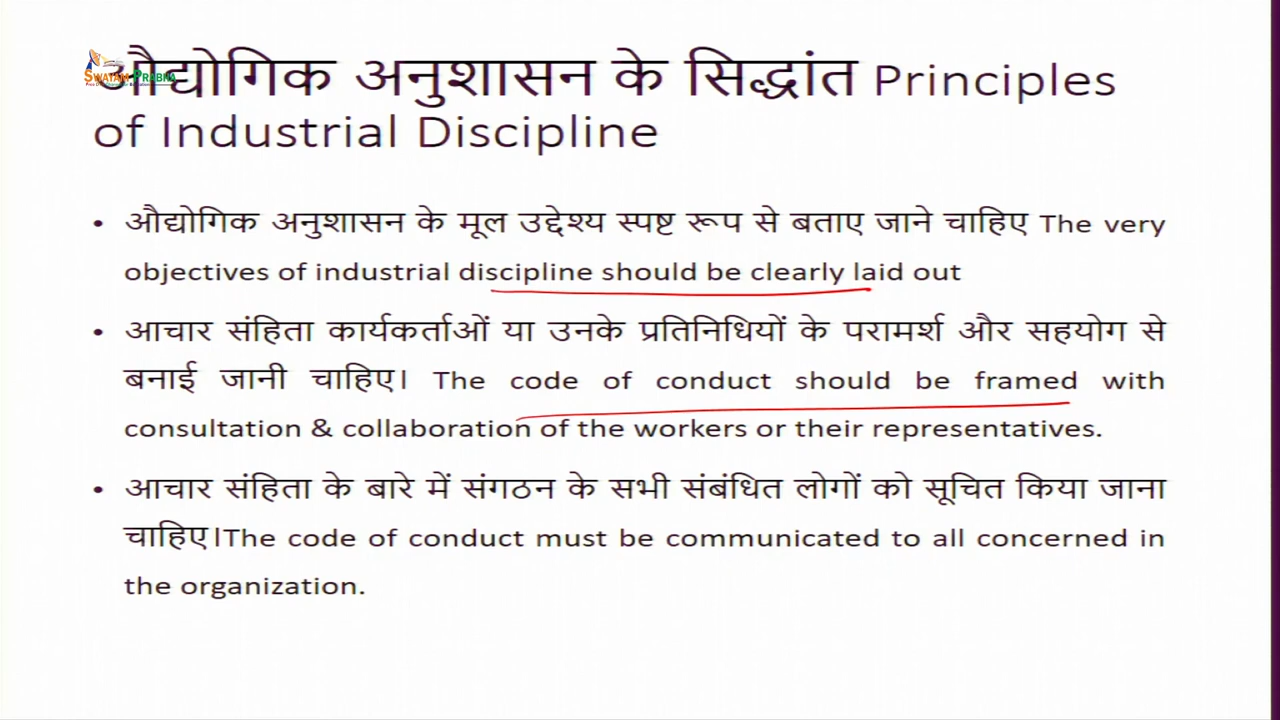 औद्योगिक अनुशासन के सिद्धांत Principles
of Industrial Discipline
SWAYAM PRABHA
• औद्योगिक अनुशासन के मूल उद्देश्य स्पष्ट रूप से बताए जाने चाहिए The very
objectives of industrial discipline should be clearly laid out
• आचार संहिता कार्यकर्ताओं या उनके प्रतिनिधियों के परामर्श और सहयोग से
बनाई जानी चाहिए। The code of conduct should be framed with
consultation & collaboration of the workers or their representatives.
• आचार संहिता के बारे में संगठन के सभी संबंधित लोगों को सूचित किया जाना
चाहिए।The code of conduct must be communicated to all concerned in
the organization.